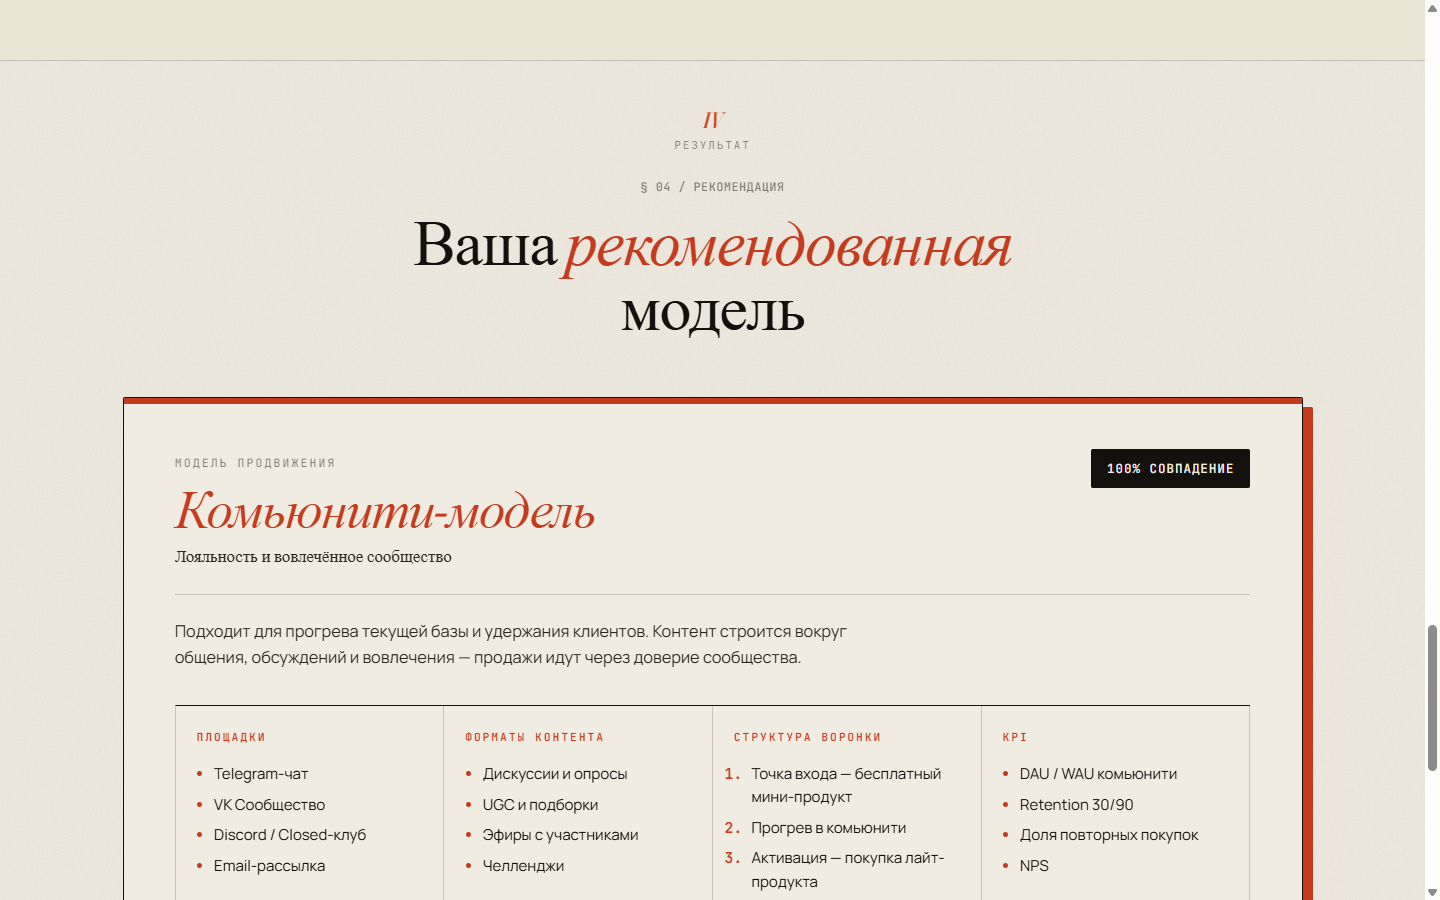 IV
РЕЗУЛЬТАТ
§ 04 / РЕКОМЕНДАЦИЯ
Ваша рекомендованная
модель
МОДЕЛЬ ПРОДВИЖЕНИЯ
100% СОВПАДЕНИЕ
Комьюнити-модель
Лояльность и вовлечённое сообщество
Подходит для прогрева текущей базы и удержания клиентов. Контент строится вокруг
общения, обсуждений и вовлечения — продажи идут через доверие сообщества.
ПЛОЩАДКИ
• Telegram-чат
• VK Сообщество
• Discord / Closed-клуб
• Email-рассылка
ФОРМАТЫ КОНТЕНТА
• Дискуссии и опросы
• UGC и подборки
• Эфиры с участниками
• Челленджи
СТРУКТУРА ВОРОНКИ
1. Точка входа — бесплатный
мини-продукт
2. Прогрев в комьюнити
3. Активация — покупка лайт-
продукта
KPI
• DAU / WAU комьюнити
• Retention 30/90
• Доля повторных покупок
• NPS